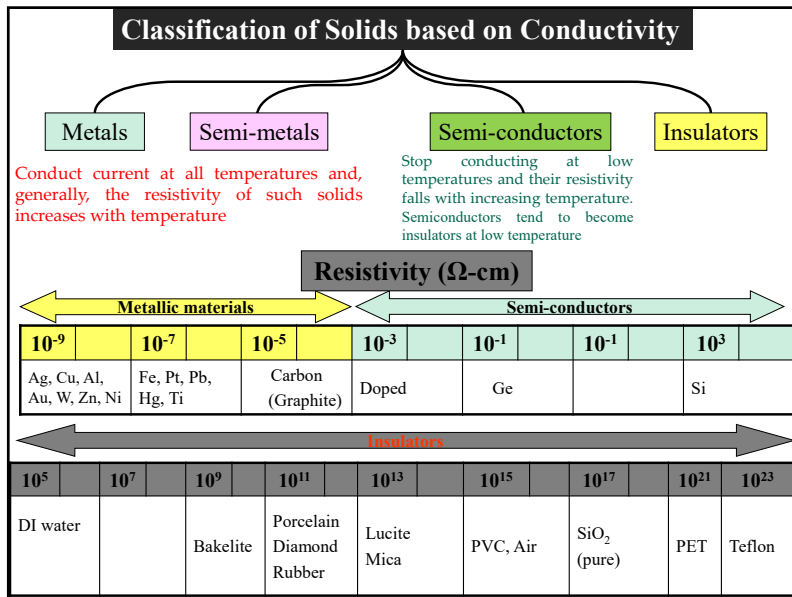 Classification of Solids based on Conductivity
Metals
Semi-metals
Semi-conductors
Insulators
Conduct current at all temperatures and,
generally, the resistivity of such solids
increases with temperature
Stop conducting at low
temperatures and their resistivity
falls with increasing temperature.
Semiconductors tend to become
insulators at low temperature
Resistivity (Ω-cm)
Metallic materials
Semi-conductors
10⁻⁹ 10⁻⁷ 10⁻⁵ 10⁻³ 10⁻¹ 10⁻¹ 10³
Ag, Cu, Al,
Au, W, Zn, Ni
Fe, Pt, Pb,
Hg, Ti
Carbon
(Graphite)
Doped
Ge
Si
Insulators
10⁵ 10⁷ 10⁹ 10¹¹ 10¹³ 10¹⁵ 10¹⁷ 10²¹ 10²³
DI water
Bakelite
Porcelain
Diamond
Rubber
Lucite
Mica
PVC, Air
SiO₂
(pure)
PET
Teflon